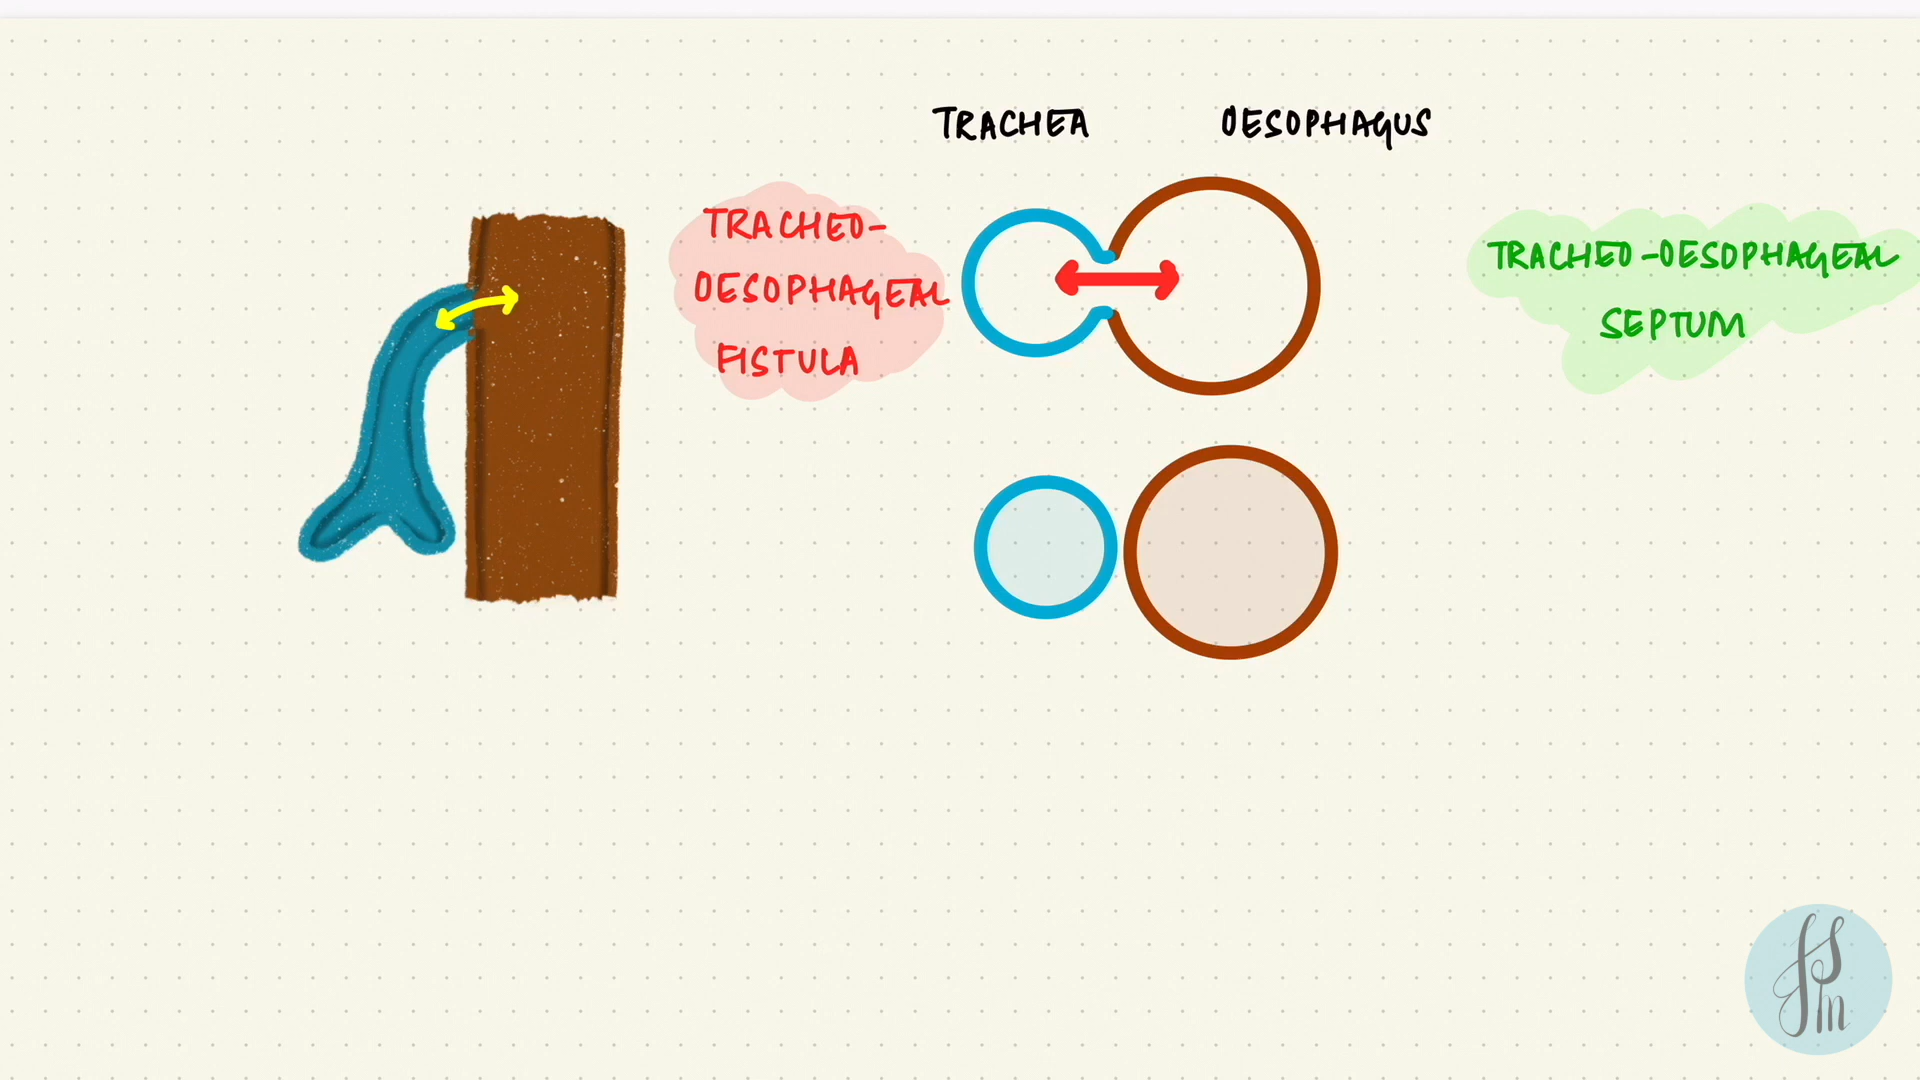 TRACHEA OESOPHAGUS
TRACHEO-
OESOPHAGEAL
FISTULA
TRACHEO-OESOPHAGEAL
SEPTUM